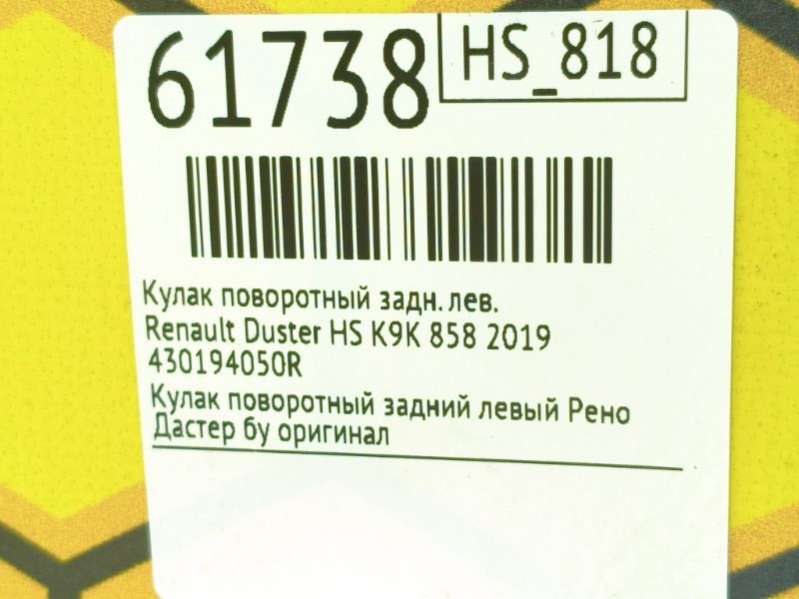 61738
HS_818
Кулак поворотный задн. лев.
Renault Duster HS K9K 858 2019
430194050R
Кулак поворотный задний левый Рено
Дастер бу оригинал